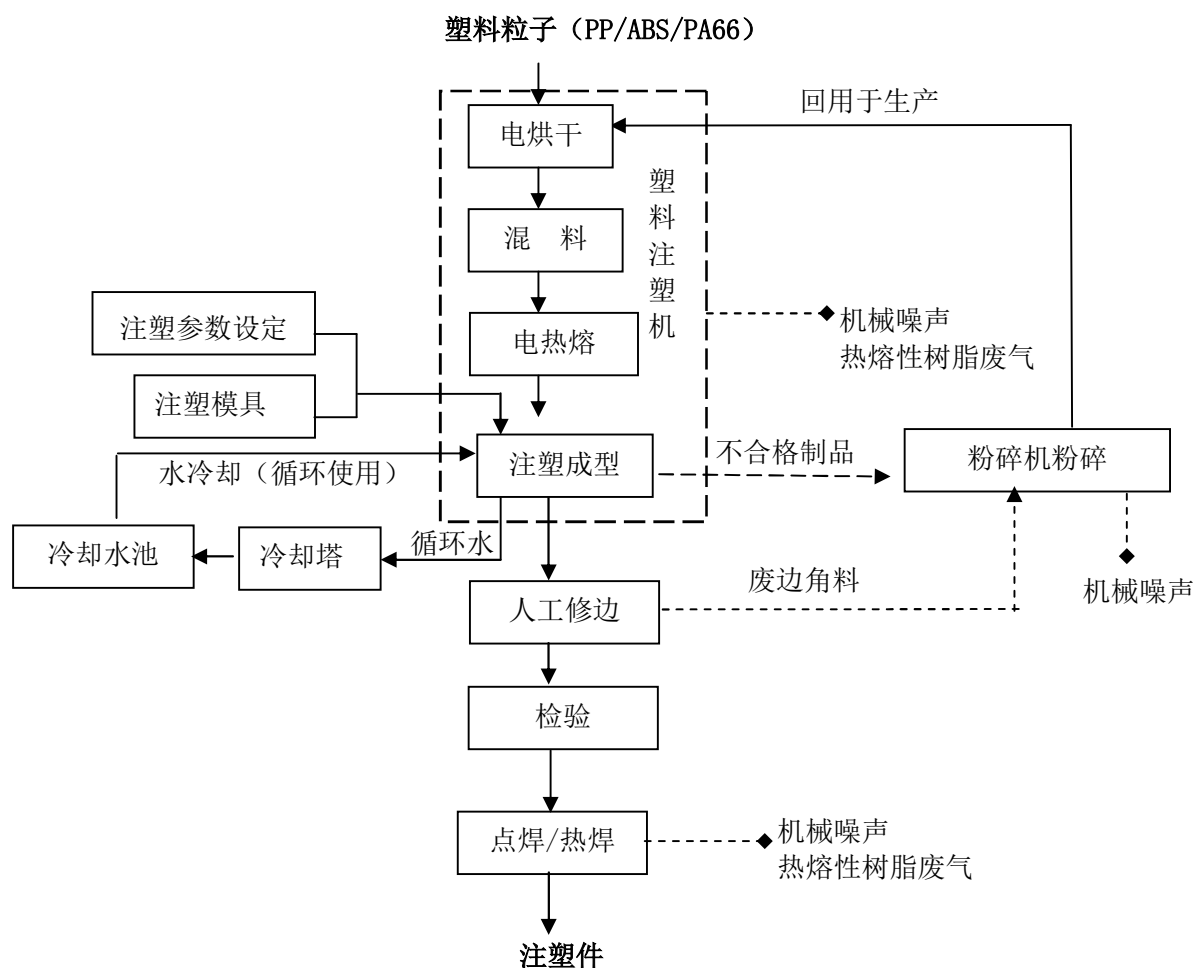 塑料粒子（PP/ABS/PA66）
回用于生产
电烘干
塑料注塑机
混　料
注塑参数设定
电热熔
机械噪声
热熔性树脂废气
注塑模具
注塑成型
不合格制品
粉碎机粉碎
水冷却（循环使用）
冷却水池
冷却塔
循环水
废边角料
机械噪声
人工修边
检验
点焊/热焊
机械噪声
热熔性树脂废气
注塑件